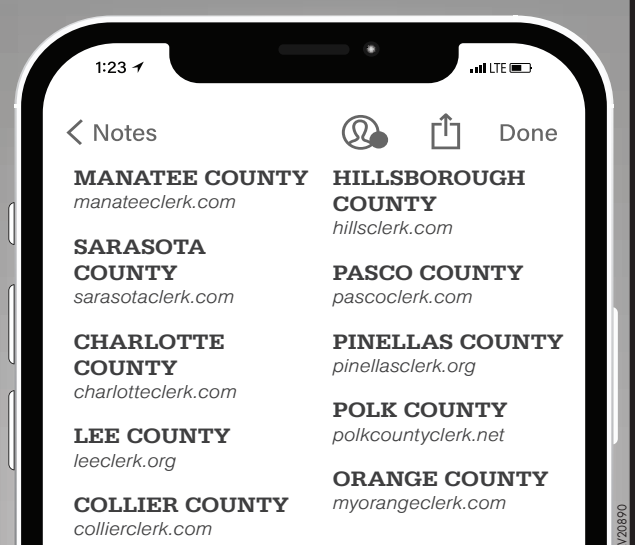 1:23
LTE
Notes
Done
MANATEE COUNTY
manateeclerk.com
SARASOTA
COUNTY
sarasotaclerk.com
CHARLOTTE
COUNTY
charlotteclerk.com
LEE COUNTY
leeclerk.org
COLLIER COUNTY
collierclerk.com
HILLSBOROUGH
COUNTY
hillsclerk.com
PASCO COUNTY
pascoclerk.com
PINELLAS COUNTY
pinellasclerk.org
POLK COUNTY
polkcountyclerk.net
ORANGE COUNTY
myorangeclerk.com
V20890